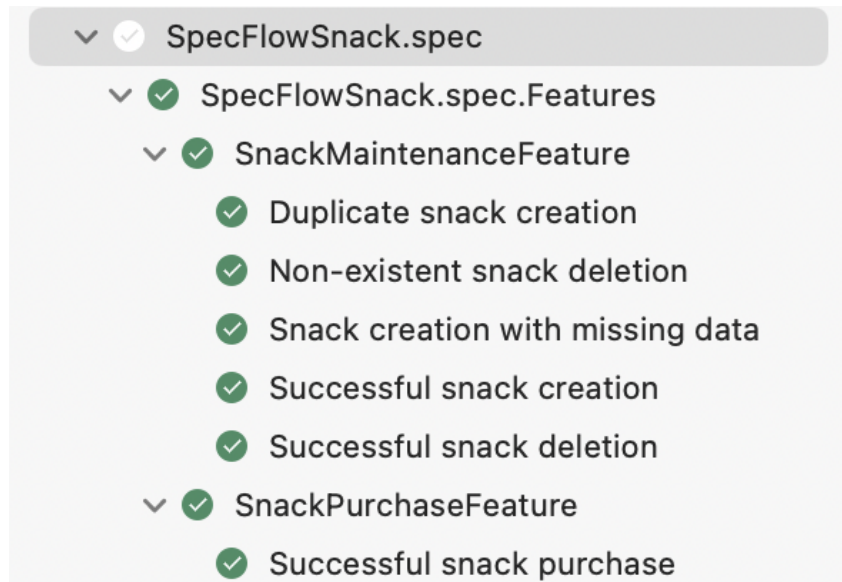 SpecFlowSnack.spec
SpecFlowSnack.spec.Features
SnackMaintenanceFeature
Duplicate snack creation
Non-existent snack deletion
Snack creation with missing data
Successful snack creation
Successful snack deletion
SnackPurchaseFeature
Successful snack purchase